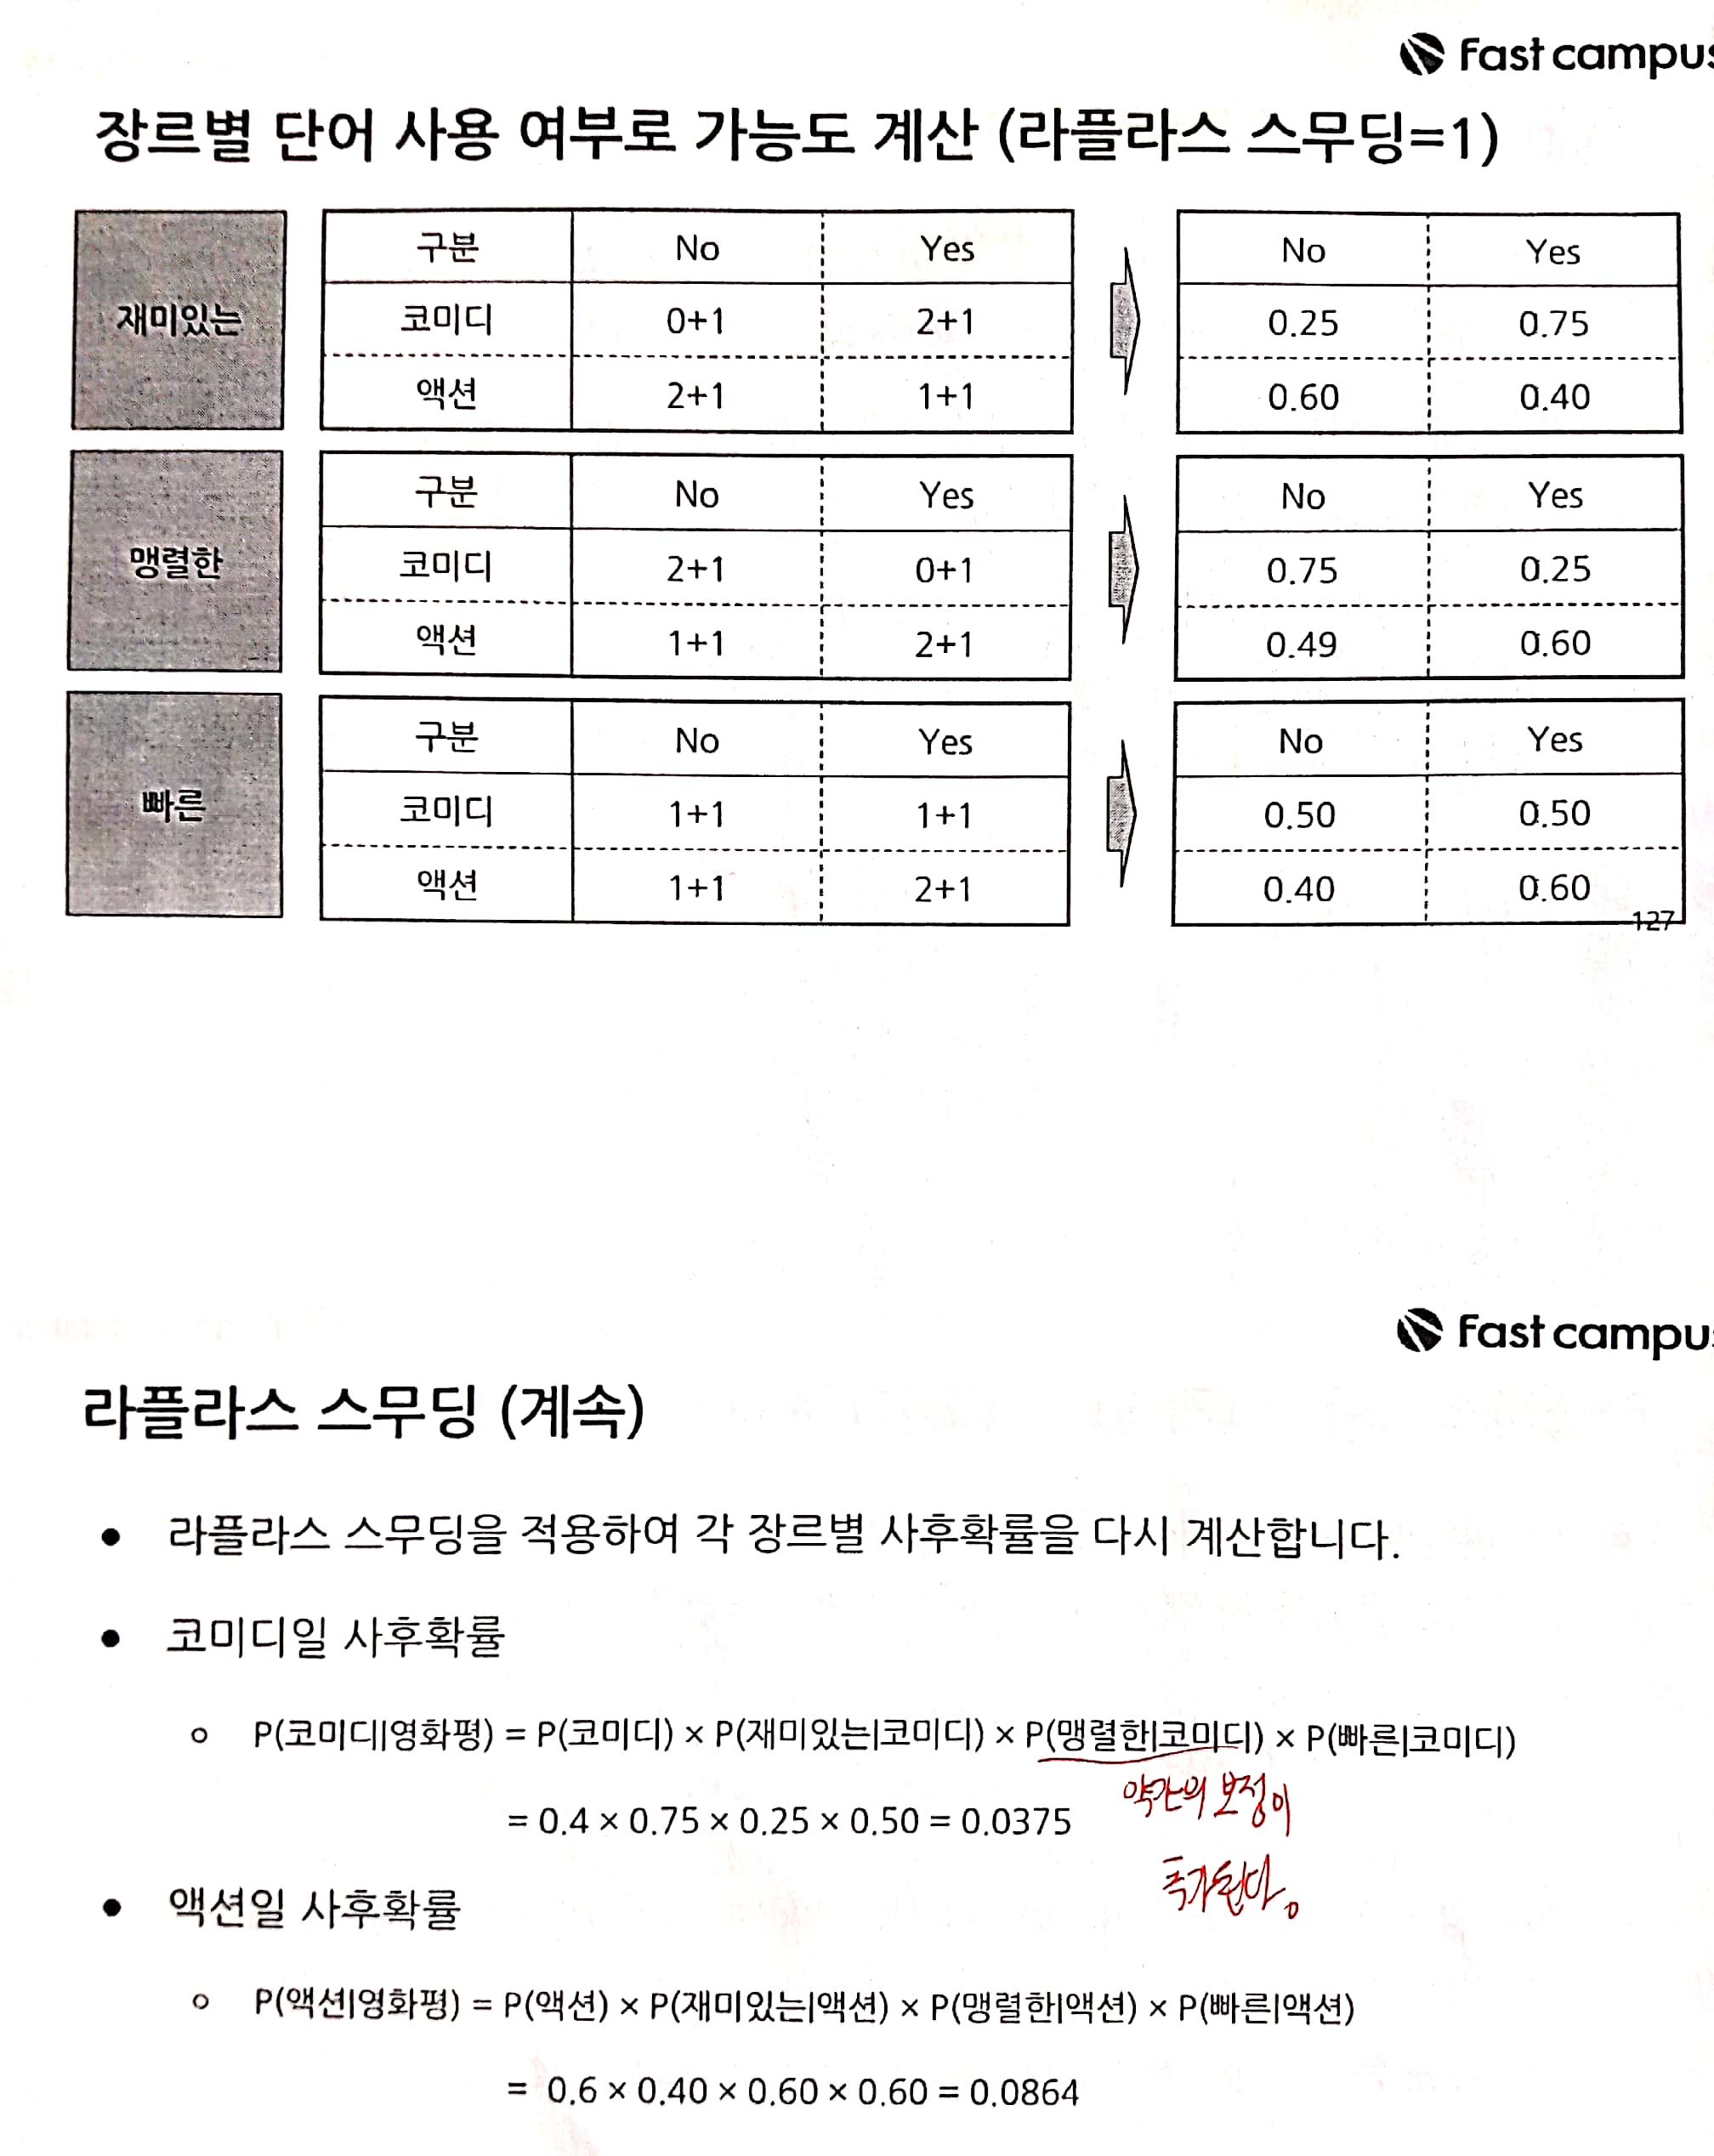 fast campus
장르별 단어 사용 여부로 가능도 계산 (라플라스 스무딩=1)
재미있는
구분 No Yes
코미디 0+1 2+1
액션 2+1 1+1
No Yes
0.25 0.75
0.60 0.40
맹렬한
구분 No Yes
코미디 2+1 0+1
액션 1+1 2+1
No Yes
0.75 0.25
0.49 0.60
빠른
구분 No Yes
코미디 1+1 1+1
액션 1+1 2+1
No Yes
0.50 0.50
0.40 0.60
127
fast campus
라플라스 스무딩 (계속)
● 라플라스 스무딩을 적용하여 각 장르별 사후확률을 다시 계산합니다.
● 코미디일 사후확률
○ P(코미디|영화평) = P(코미디) × P(재미있는|코미디) × P(맹렬한|코미디) × P(빠른|코미디)
= 0.4 × 0.75 × 0.25 × 0.50 = 0.0375
약간의 보정이
추가된다。
● 액션일 사후확률
○ P(액션|영화평) = P(액션) × P(재미있는|액션) × P(맹렬한|액션) × P(빠른|액션)
= 0.6 × 0.40 × 0.60 × 0.60 = 0.0864